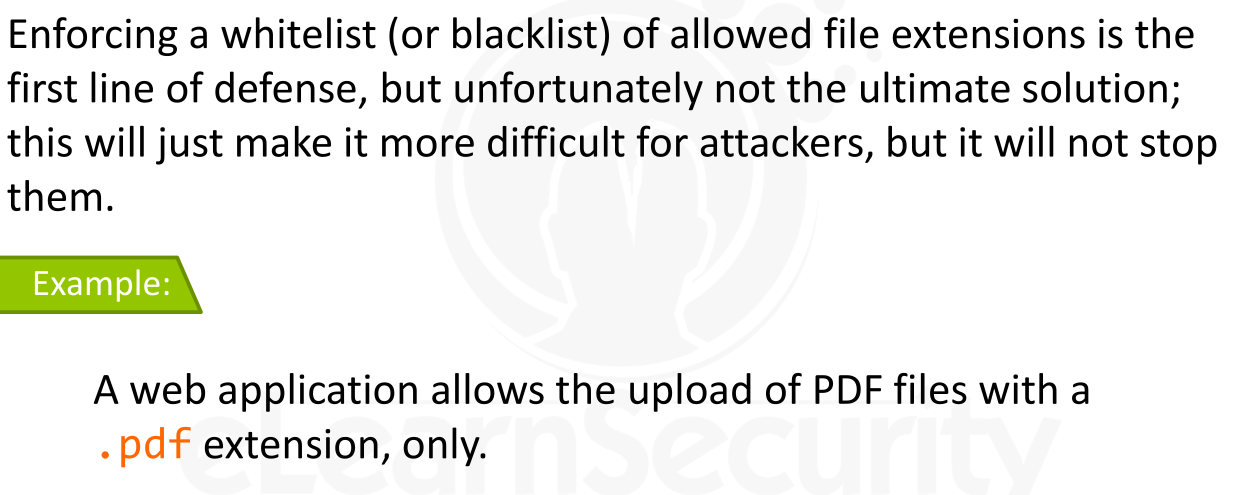 Enforcing a whitelist (or blacklist) of allowed file extensions is the
first line of defense, but unfortunately not the ultimate solution;
this will just make it more difficult for attackers, but it will not stop
them.
Example:
A web application allows the upload of PDF files with a
.pdf extension, only.
eLearnSecurity